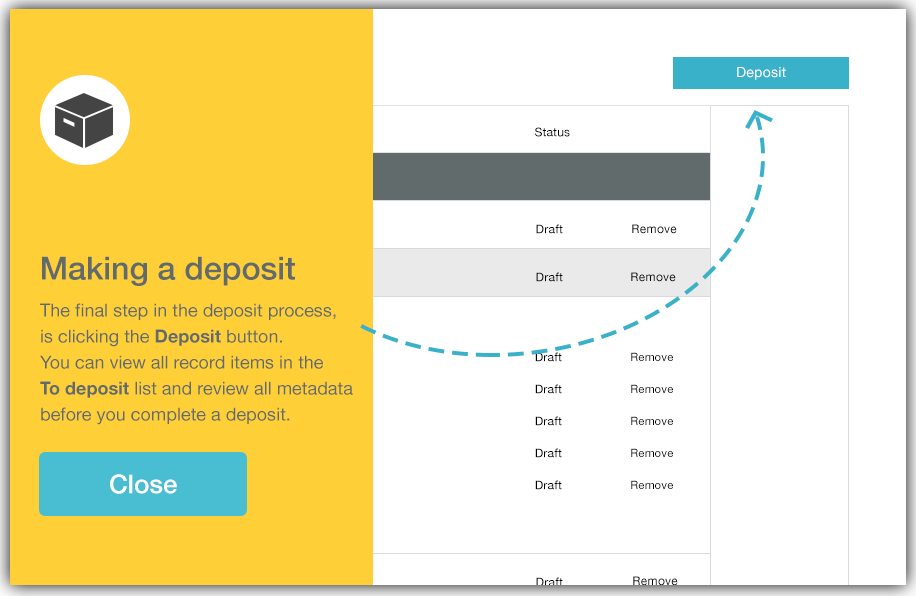 Deposit
Status
Draft Remove
Draft Remove
Draft Remove
Draft Remove
Draft Remove
Draft Remove
Draft Remove
Draft Remove
Making a deposit
The final step in the deposit process,
is clicking the Deposit button.
You can view all record items in the
To deposit list and review all metadata
before you complete a deposit.
Close